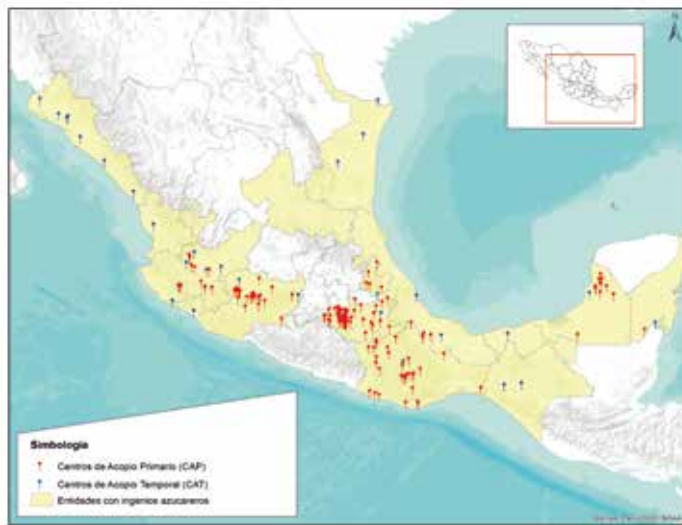 Simbología
Centros de Acopio Primario (CAP)
Centros de Acopio Temporal (CAT)
Entidades con ingenios azucareros